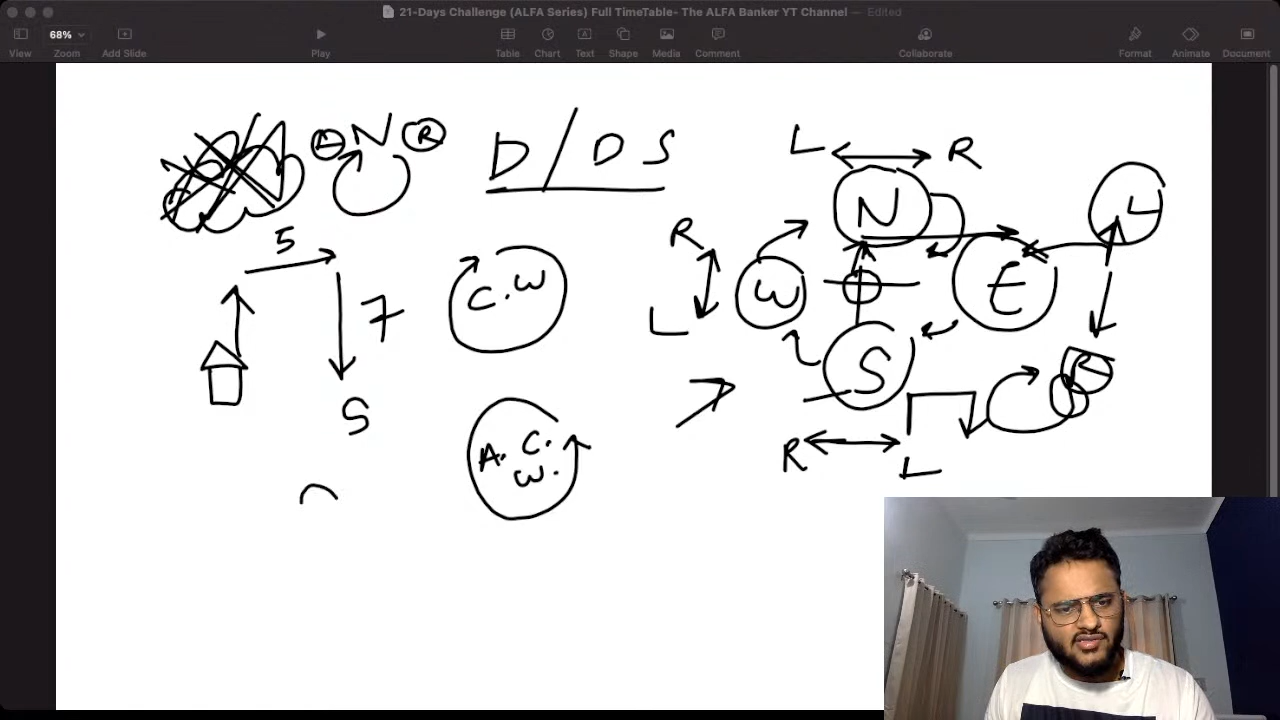 21-Days Challenge (ALFA Series) Full TimeTable- The ALFA Banker YT Channel — Edited
68%
View Zoom Add Slide Play Table Chart Text Shape Media Comment Collaborate Format Animate Document
N R
D / D S
L R
N
L
5
R
C.W
W
E
L
7
S
S
R L
A. C. W.